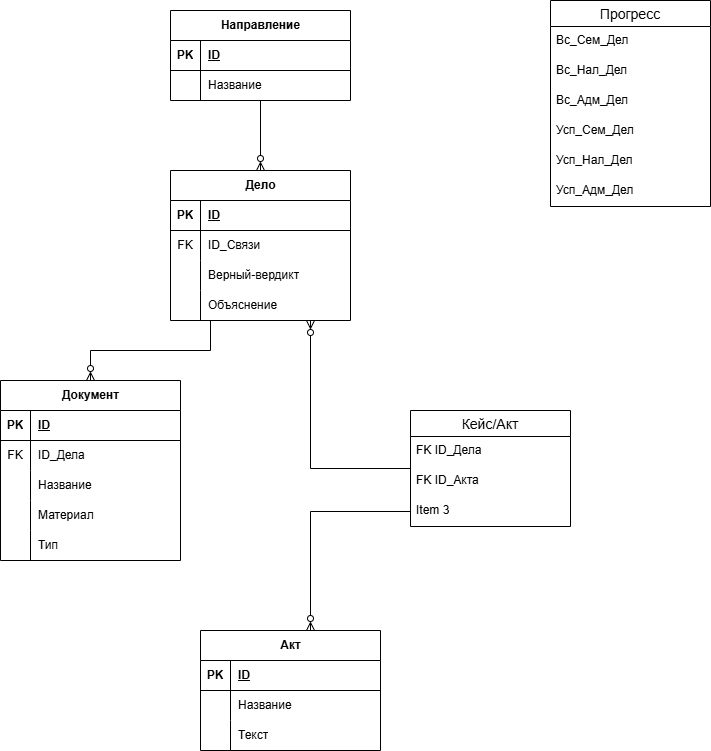 Направление
PK ID
Название
Прогресс
Вс_Сем_Дел
Вс_Нал_Дел
Вс_Адм_Дел
Усп_Сем_Дел
Усп_Нал_Дел
Усп_Адм_Дел
Дело
PK ID
FK ID_Связи
Верный-вердикт
Объяснение
Документ
PK ID
FK ID_Дела
Название
Материал
Тип
Кейс/Акт
FK ID_Дела
FK ID_Акта
Item 3
Акт
PK ID
Название
Текст